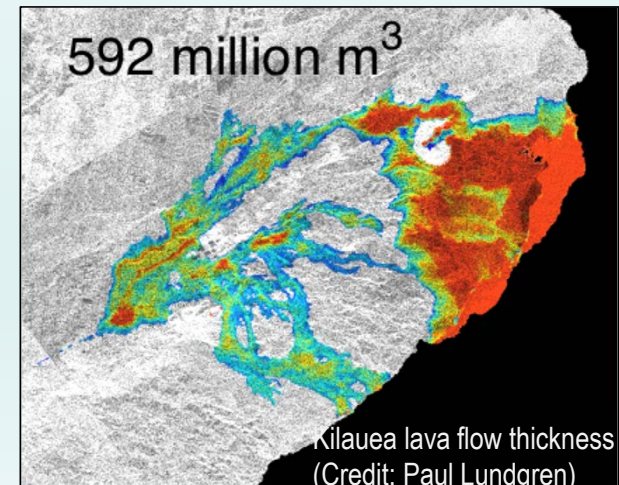 592 million m³
Kilauea lava flow thickness
(Credit: Paul Lundgren)